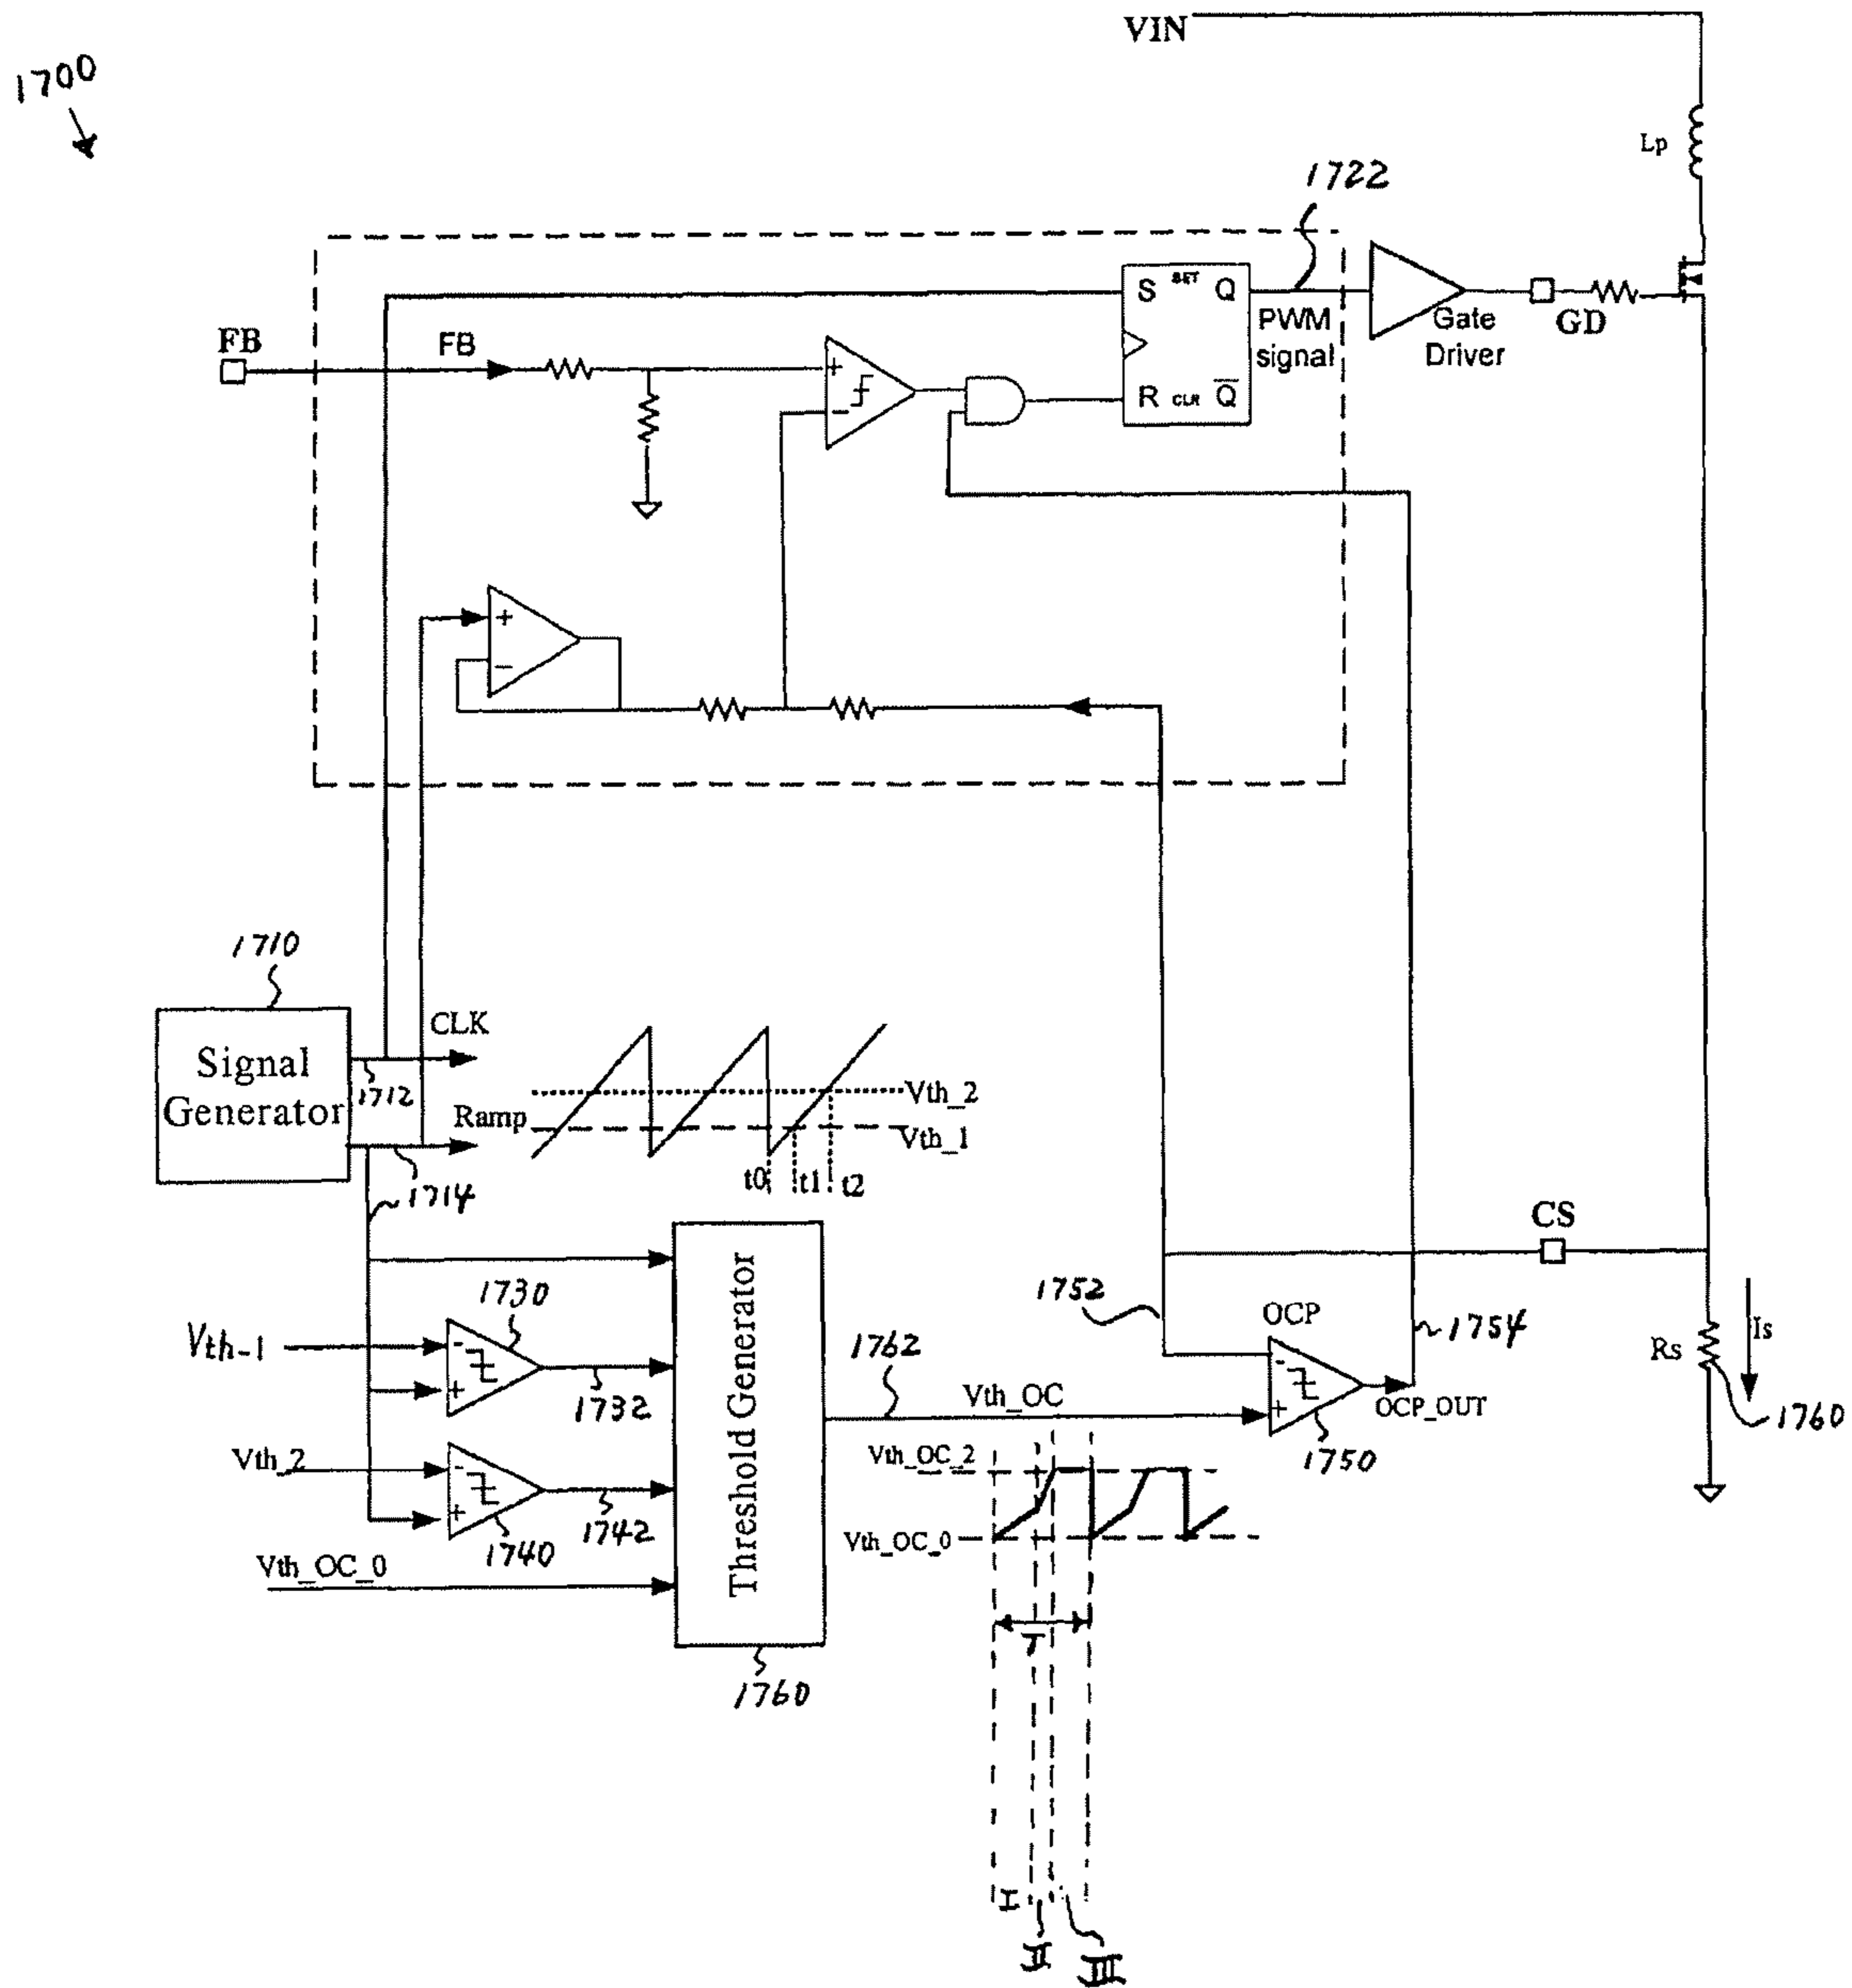 VIN
1700
Lp
1722
S SET Q
PWM
signal
Gate
Driver
GD
FB
FB
+
-
R CLR Q̅
+
-
1710
Signal
Generator
CLK
1712
Ramp
Vth_2
Vth_1
t0 t1 t2
1714
CS
Threshold Generator
1730
Vth-1
-
+
1732
1752
OCP
1754
Is
Rs
1762
Vth_OC
-
+
OCP_OUT
1760
1750
Vth_2
-
+
1742
1740
Vth_OC_2
Vth_OC_0
Vth_OC_0
T
1760
I
II
III